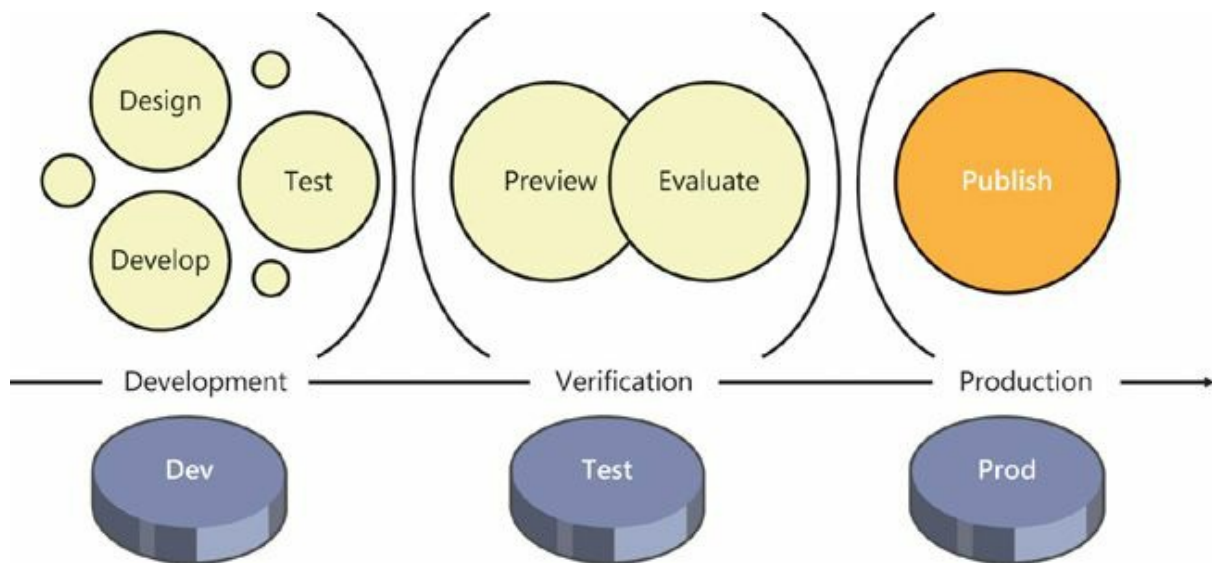 Design
Test
Develop
Preview
Evaluate
Publish
Development
Verification
Production
Dev
Test
Prod